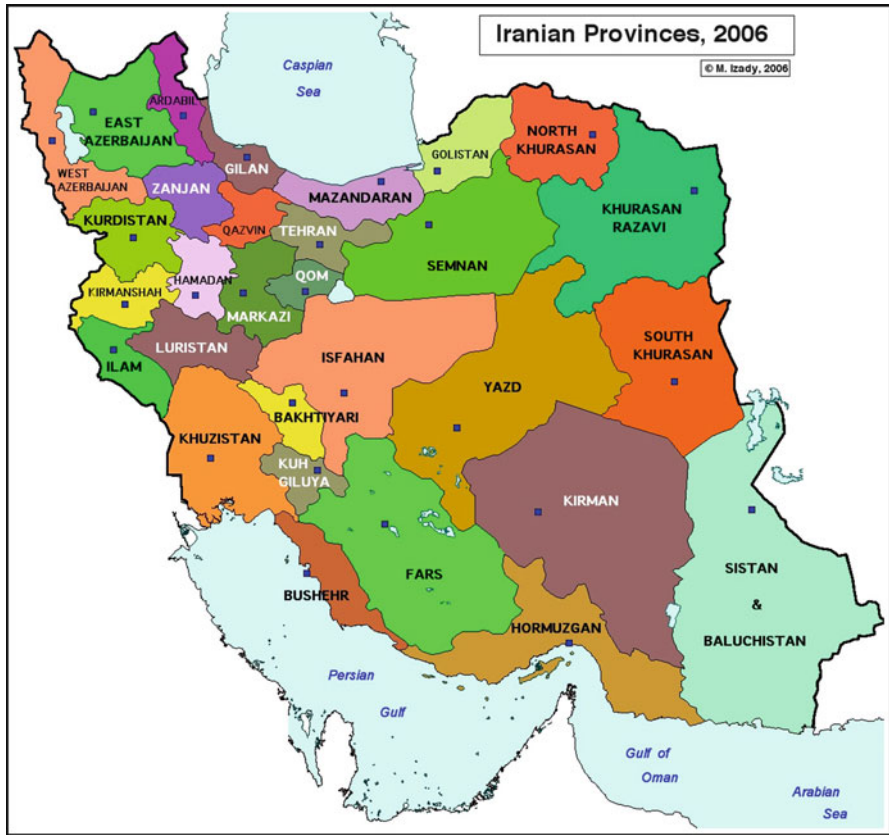 Iranian Provinces, 2006
© M. Izady, 2006
Caspian
Sea
ARDABIL
EAST
AZERBAIJAN
WEST
AZERBAIJAN
GILAN
ZANJAN
MAZANDARAN
GOLISTAN
NORTH
KHURASAN
KHURASAN
RAZAVI
KURDISTAN
QAZVIN
TEHRAN
SEMNAN
HAMADAN
QOM
KIRMANSHAH
MARKAZI
LURISTAN
ILAM
ISFAHAN
SOUTH
KHURASAN
YAZD
BAKHTIYARI
KHUZISTAN
KUH
GILUYA
KIRMAN
FARS
BUSHEHR
SISTAN
&
BALUCHISTAN
HORMUZGAN
Persian
Gulf
Gulf of
Oman
Arabian
Sea